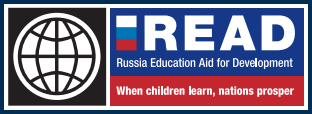 READ
Russia Education Aid for Development
When children learn, nations prosper